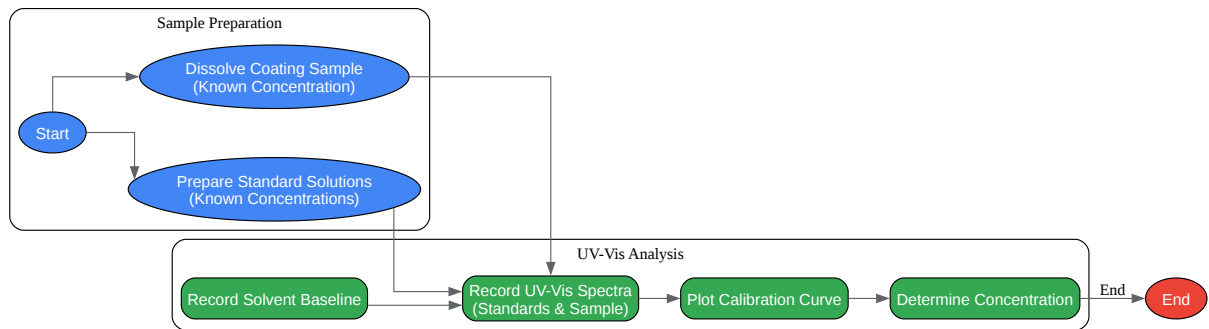 Sample Preparation
Dissolve Coating Sample
(Known Concentration)
Start
Prepare Standard Solutions
(Known Concentrations)
UV-Vis Analysis
Record Solvent Baseline
Record UV-Vis Spectra
(Standards & Sample)
Plot Calibration Curve
Determine Concentration
End
End